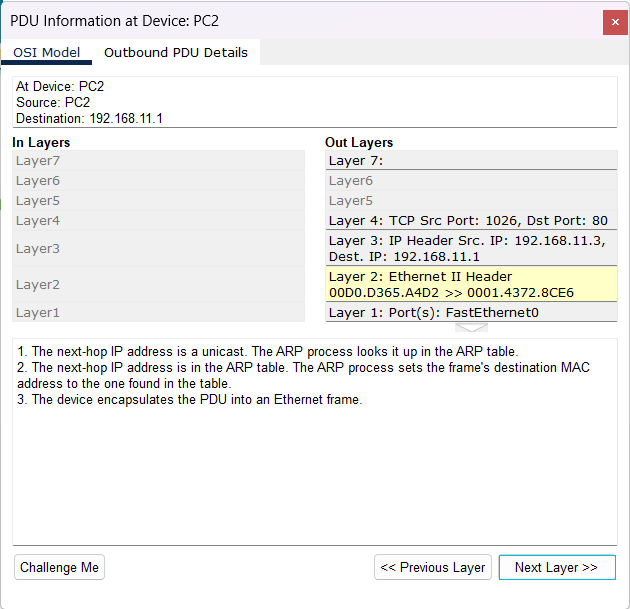 PDU Information at Device: PC2
×
OSI Model
Outbound PDU Details
At Device: PC2
Source: PC2
Destination: 192.168.11.1
In Layers
Layer7
Layer6
Layer5
Layer4
Layer3
Layer2
Layer1
Out Layers
Layer 7:
Layer6
Layer5
Layer 4: TCP Src Port: 1026, Dst Port: 80
Layer 3: IP Header Src. IP: 192.168.11.3,
Dest. IP: 192.168.11.1
Layer 2: Ethernet II Header
00D0.D365.A4D2 >> 0001.4372.8CE6
Layer 1: Port(s): FastEthernet0
1. The next-hop IP address is a unicast. The ARP process looks it up in the ARP table.
2. The next-hop IP address is in the ARP table. The ARP process sets the frame's destination MAC
address to the one found in the table.
3. The device encapsulates the PDU into an Ethernet frame.
Challenge Me
<< Previous Layer
Next Layer >>